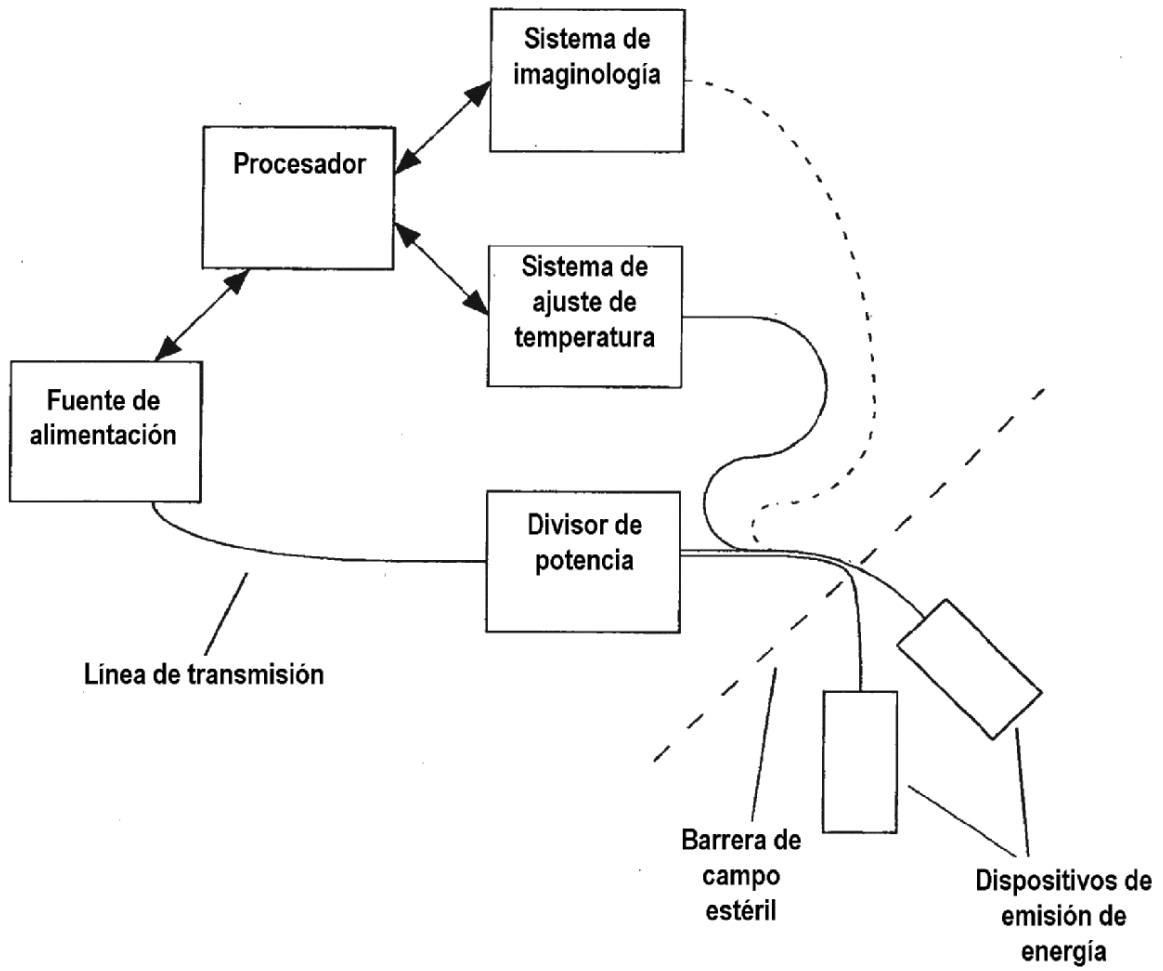 Sistema de
imaginología
Procesador
Sistema de
ajuste de
temperatura
Fuente de
alimentación
Divisor de
potencia
Línea de transmisión
Barrera de
campo
estéril
Dispositivos de
emisión de
energía